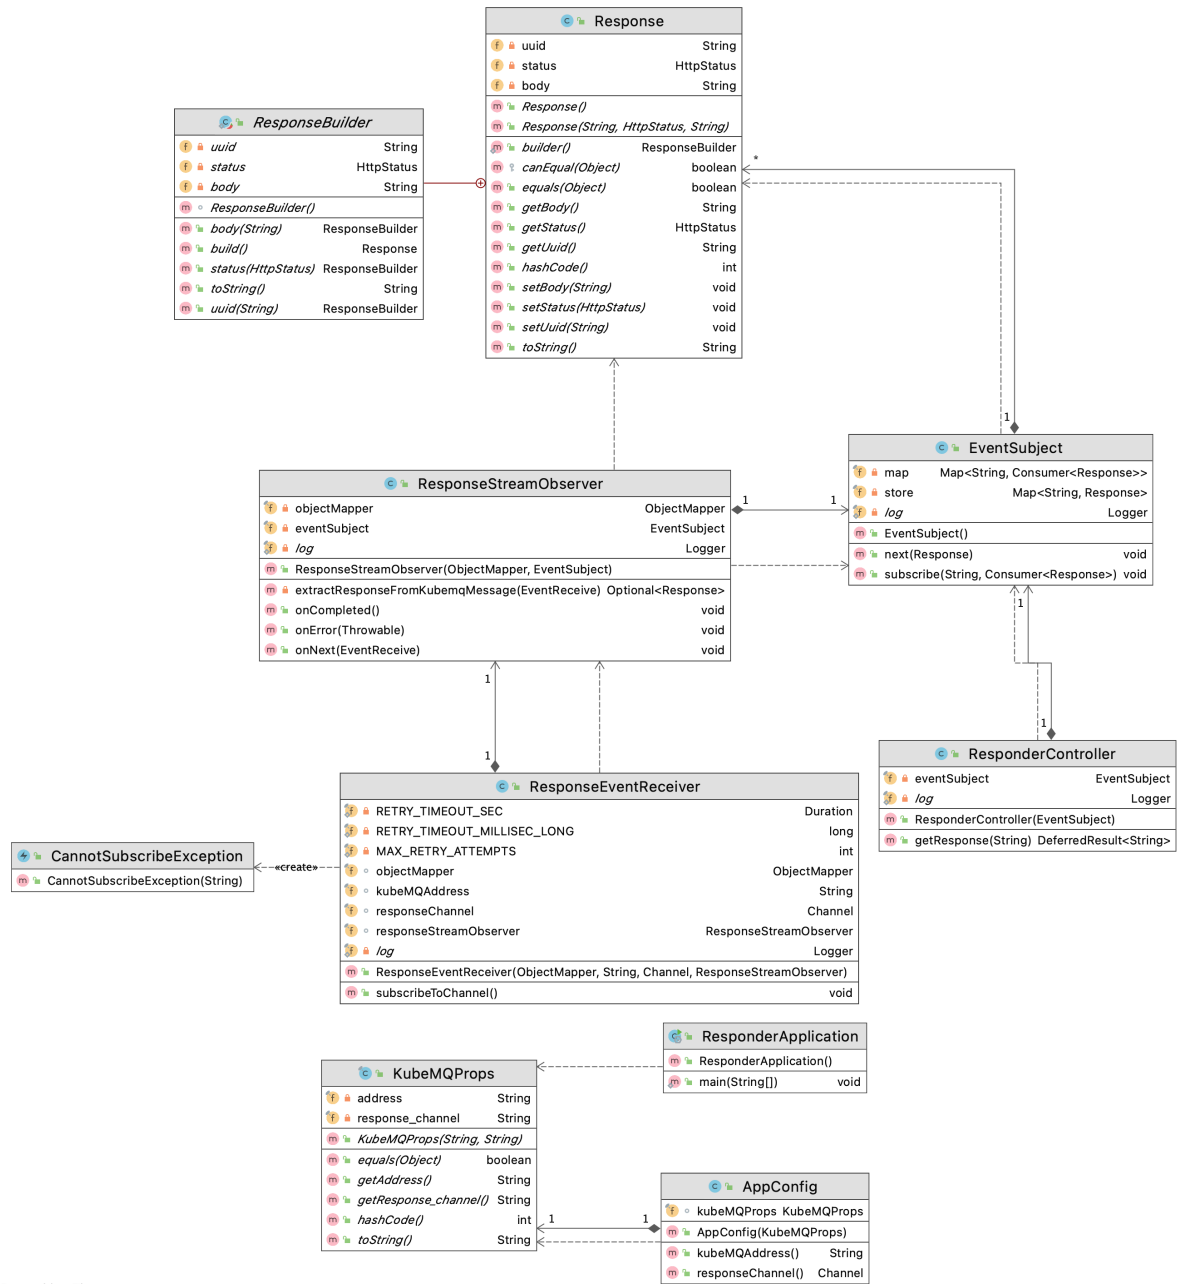 Response
uuid String
status HttpStatus
body String
Response()
Response(String, HttpStatus, String)
builder() ResponseBuilder
canEqual(Object) boolean
equals(Object) boolean
getBody() String
getStatus() HttpStatus
getUuid() String
hashCode() int
setBody(String) void
setStatus(HttpStatus) void
setUuid(String) void
toString() String
ResponseBuilder
uuid String
status HttpStatus
body String
ResponseBuilder()
body(String) ResponseBuilder
build() Response
status(HttpStatus) ResponseBuilder
toString() String
uuid(String) ResponseBuilder
*
1
EventSubject
map Map<String, Consumer<Response>>
store Map<String, Response>
log Logger
EventSubject()
next(Response) void
subscribe(String, Consumer<Response>) void
ResponseStreamObserver
objectMapper ObjectMapper
eventSubject EventSubject
log Logger
ResponseStreamObserver(ObjectMapper, EventSubject)
extractResponseFromKubemqMessage(EventReceive) Optional<Response>
onCompleted() void
onError(Throwable) void
onNext(EventReceive) void
1 1
1
1
ResponderController
eventSubject EventSubject
log Logger
ResponderController(EventSubject)
getResponse(String) DeferredResult<String>
1
1
ResponseEventReceiver
RETRY_TIMEOUT_SEC Duration
RETRY_TIMEOUT_MILLISEC_LONG long
MAX_RETRY_ATTEMPTS int
objectMapper ObjectMapper
kubeMQAddress String
responseChannel Channel
responseStreamObserver ResponseStreamObserver
log Logger
ResponseEventReceiver(ObjectMapper, String, Channel, ResponseStreamObserver)
subscribeToChannel() void
CannotSubscribeException
CannotSubscribeException(String)
«create»
ResponderApplication
ResponderApplication()
main(String[]) void
KubeMQProps
address String
response_channel String
KubeMQProps(String, String)
equals(Object) boolean
getAddress() String
getResponse_channel() String
hashCode() int
toString() String
1 1
AppConfig
kubeMQProps KubeMQProps
AppConfig(KubeMQProps)
kubeMQAddress() String
responseChannel() Channel